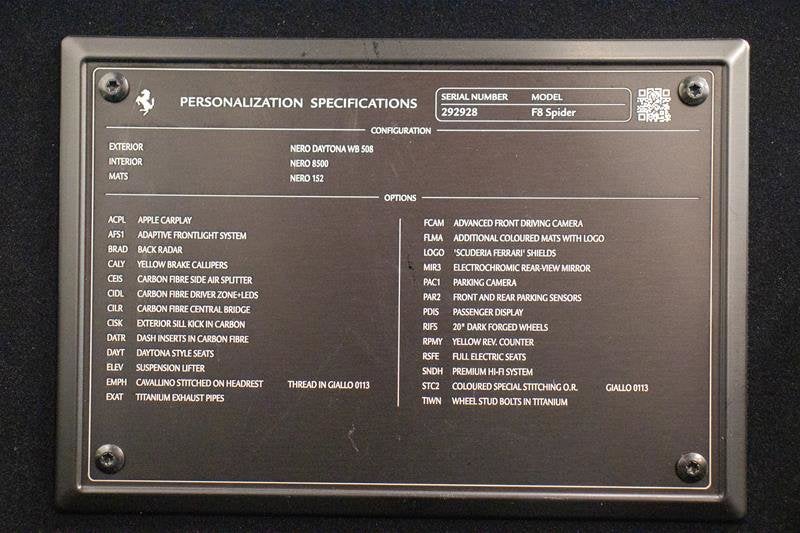 PERSONALIZATION SPECIFICATIONS
SERIAL NUMBER MODEL
292928 F8 Spider
CONFIGURATION
EXTERIOR NERO DAYTONA WB 508
INTERIOR NERO 8500
MATS NERO 152
OPTIONS
ACPL APPLE CARPLAY
AFS1 ADAPTIVE FRONTLIGHT SYSTEM
BRAD BACK RADAR
CALY YELLOW BRAKE CALLIPERS
CEIS CARBON FIBRE SIDE AIR SPLITTER
CIDL CARBON FIBRE DRIVER ZONE+LEDS
CILR CARBON FIBRE CENTRAL BRIDGE
CISK EXTERIOR SILL KICK IN CARBON
DATR DASH INSERTS IN CARBON FIBRE
DAYT DAYTONA STYLE SEATS
ELEV SUSPENSION LIFTER
EMPH CAVALLINO STITCHED ON HEADREST THREAD IN GIALLO 0113
EXAT TITANIUM EXHAUST PIPES
FCAM ADVANCED FRONT DRIVING CAMERA
FLMA ADDITIONAL COLOURED MATS WITH LOGO
LOGO 'SCUDERIA FERRARI' SHIELDS
MIR3 ELECTROCHROMIC REAR-VIEW MIRROR
PAC1 PARKING CAMERA
PAR2 FRONT AND REAR PARKING SENSORS
PDIS PASSENGER DISPLAY
RIFS 20" DARK FORGED WHEELS
RPMY YELLOW REV. COUNTER
RSFE FULL ELECTRIC SEATS
SNDH PREMIUM HI-FI SYSTEM
STC2 COLOURED SPECIAL STITCHING O.R. GIALLO 0113
TIWN WHEEL STUD BOLTS IN TITANIUM